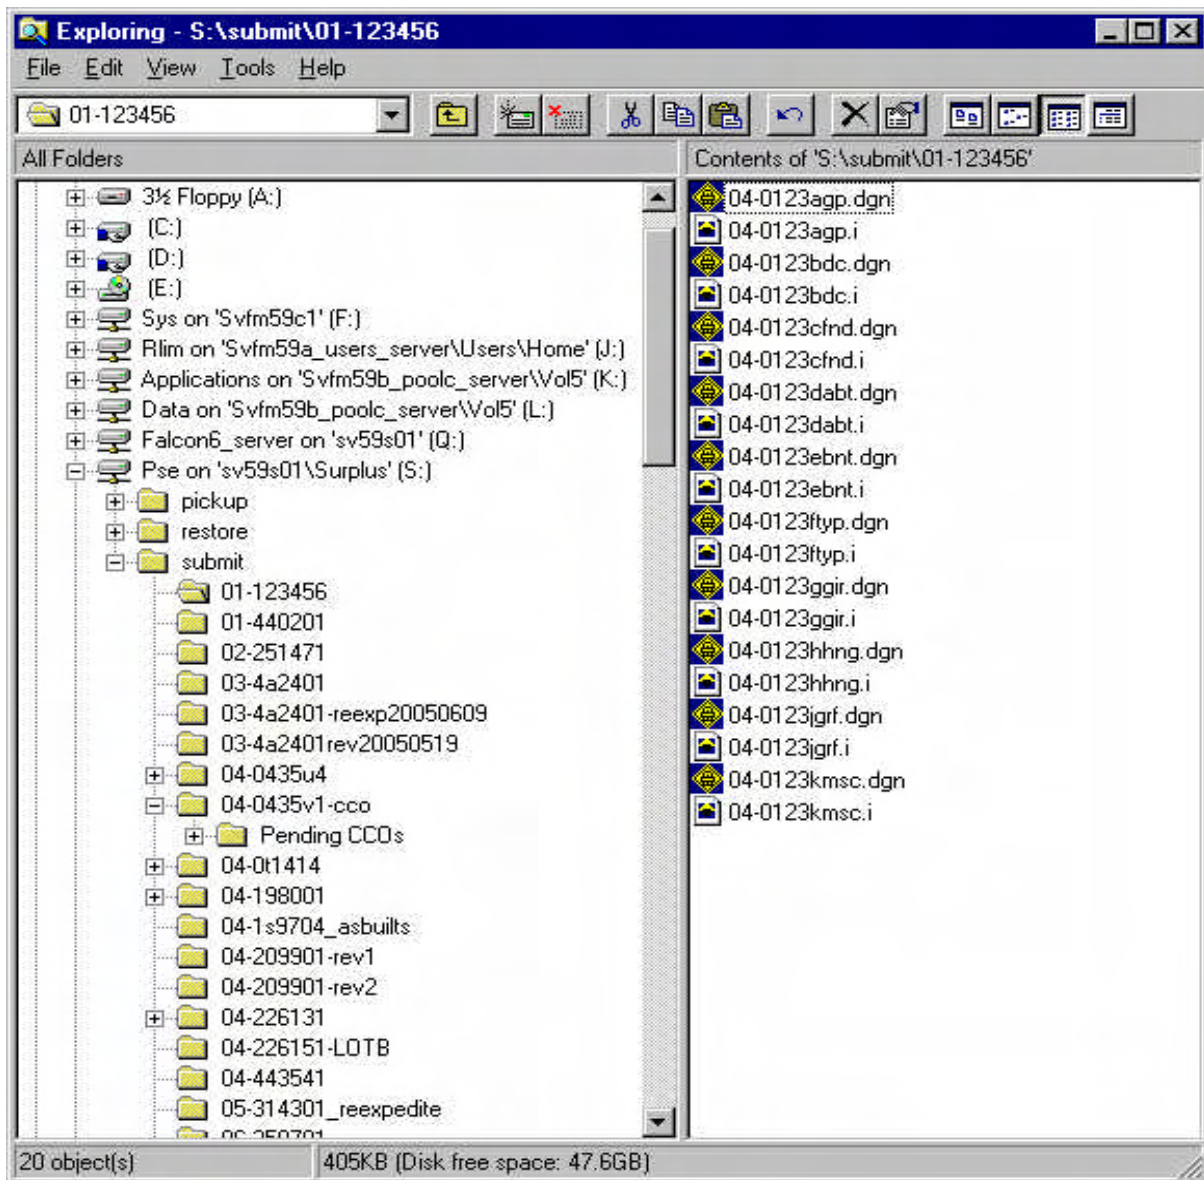 Exploring - S:\submit\01-123456
File Edit View Tools Help
01-123456
All Folders
Contents of 'S:\submit\01-123456'
3½ Floppy (A:)
(C:)
(D:)
(E:)
Sys on 'Svfm59c1' (F:)
Rlim on 'Svfm59a_users_server\Users\Home' (J:)
Applications on 'Svfm59b_poolc_server\Vol5' (K:)
Data on 'Svfm59b_poolc_server\Vol5' (L:)
Falcon6_server on 'sv59s01' (Q:)
Pse on 'sv59s01\Surplus' (S:)
pickup
restore
submit
01-123456
01-440201
02-251471
03-4a2401
03-4a2401-reexp20050609
03-4a2401rev20050519
04-0435u4
04-0435v1-cco
Pending CCOs
04-0t1414
04-198001
04-1s9704_asbuilts
04-209901-rev1
04-209901-rev2
04-226131
04-226151-LOTB
04-443541
05-314301_reexpedite
04-0123agp.dgn
04-0123agp.i
04-0123bdc.dgn
04-0123bdc.i
04-0123cfnd.dgn
04-0123cfnd.i
04-0123dabt.dgn
04-0123dabt.i
04-0123ebnt.dgn
04-0123ebnt.i
04-0123ftyp.dgn
04-0123ftyp.i
04-0123ggir.dgn
04-0123ggir.i
04-0123hhng.dgn
04-0123hhng.i
04-0123jgrf.dgn
04-0123jgrf.i
04-0123kmsc.dgn
04-0123kmsc.i
20 object(s)
405KB (Disk free space: 47.6GB)